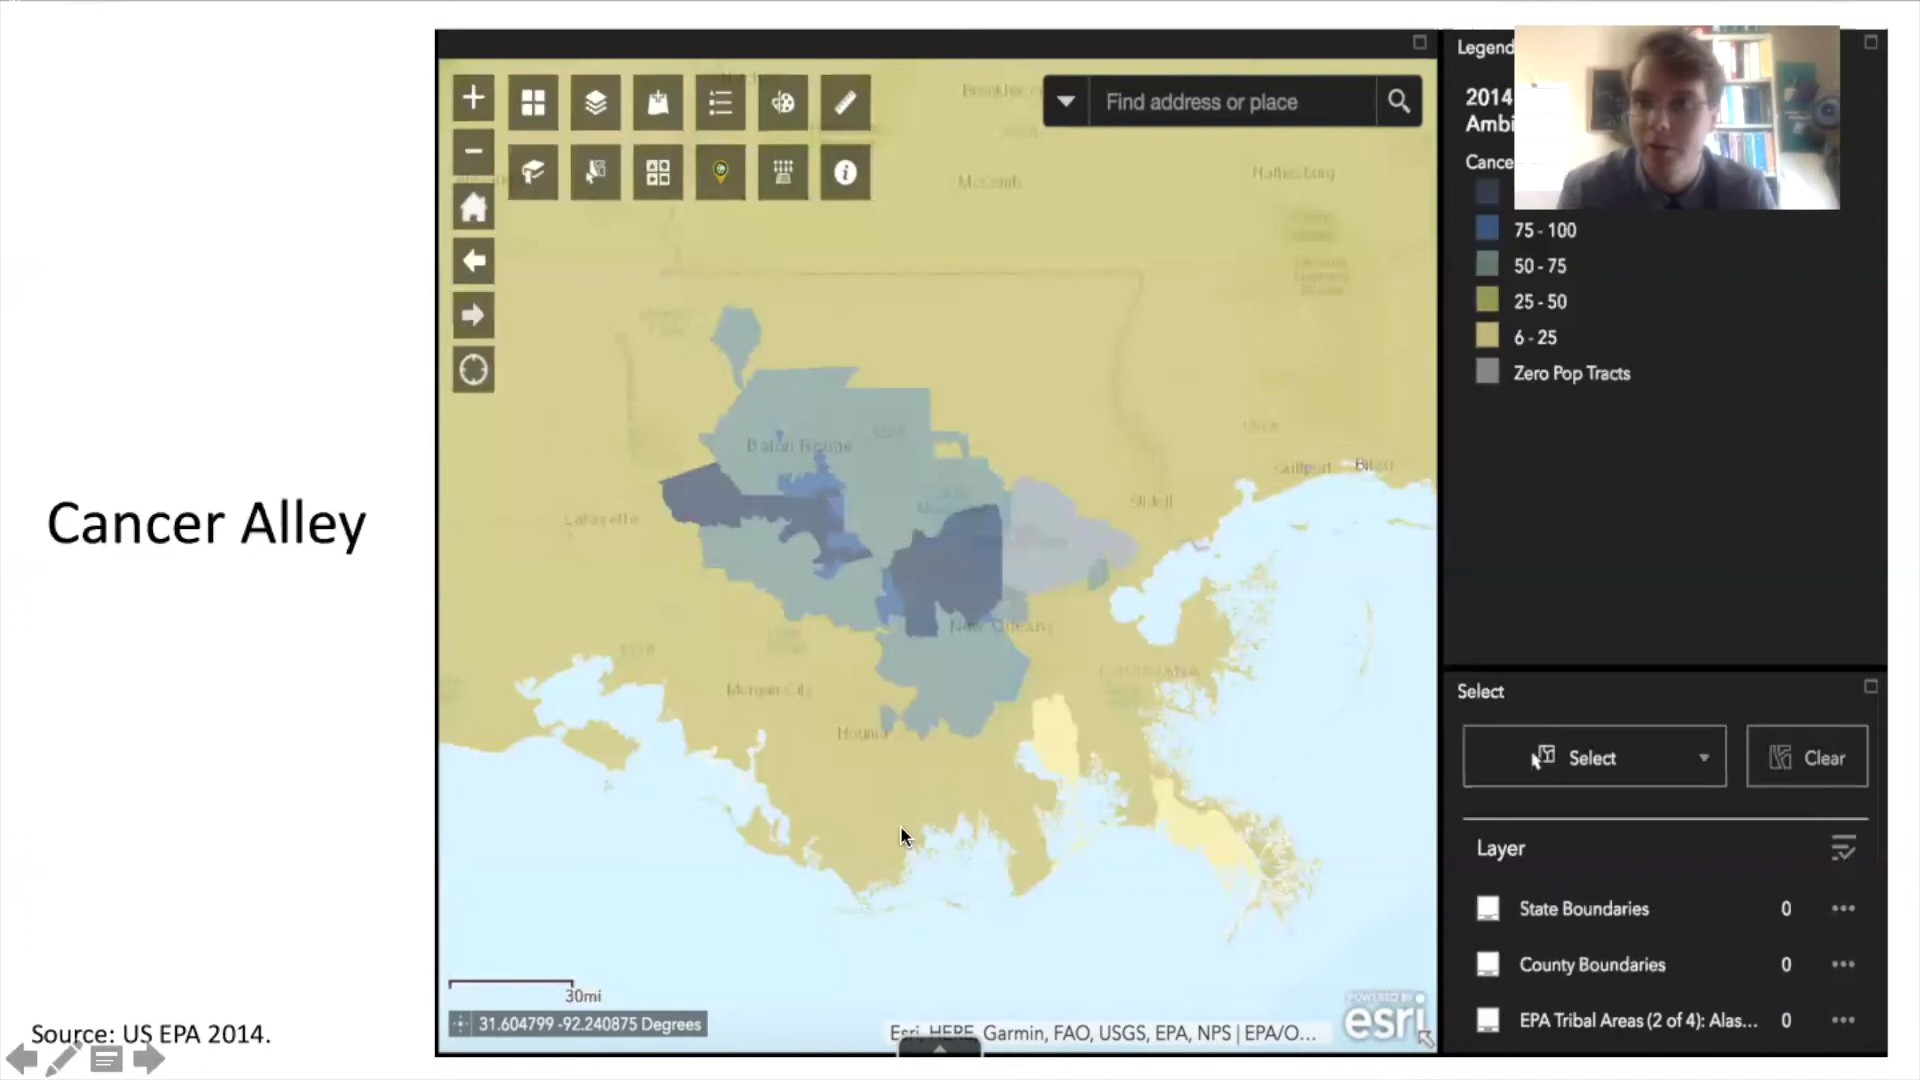 Cancer Alley
Source: US EPA 2014.
Find address or place
McComb
Hattiesburg
Baton Rouge
Lafayette
Slidell
Gulfport
Biloxi
New Orleans
LOUISIANA
Morgan City
Houma
30mi
31.604799 -92.240875 Degrees
Esri, HERE, Garmin, FAO, USGS, EPA, NPS | EPA/O...
POWERED BY
esri
Legend
2014
Ambi
Cance
75 - 100
50 - 75
25 - 50
6 - 25
Zero Pop Tracts
Select
Select
Clear
Layer
State Boundaries 0
County Boundaries 0
EPA Tribal Areas (2 of 4): Alas... 0